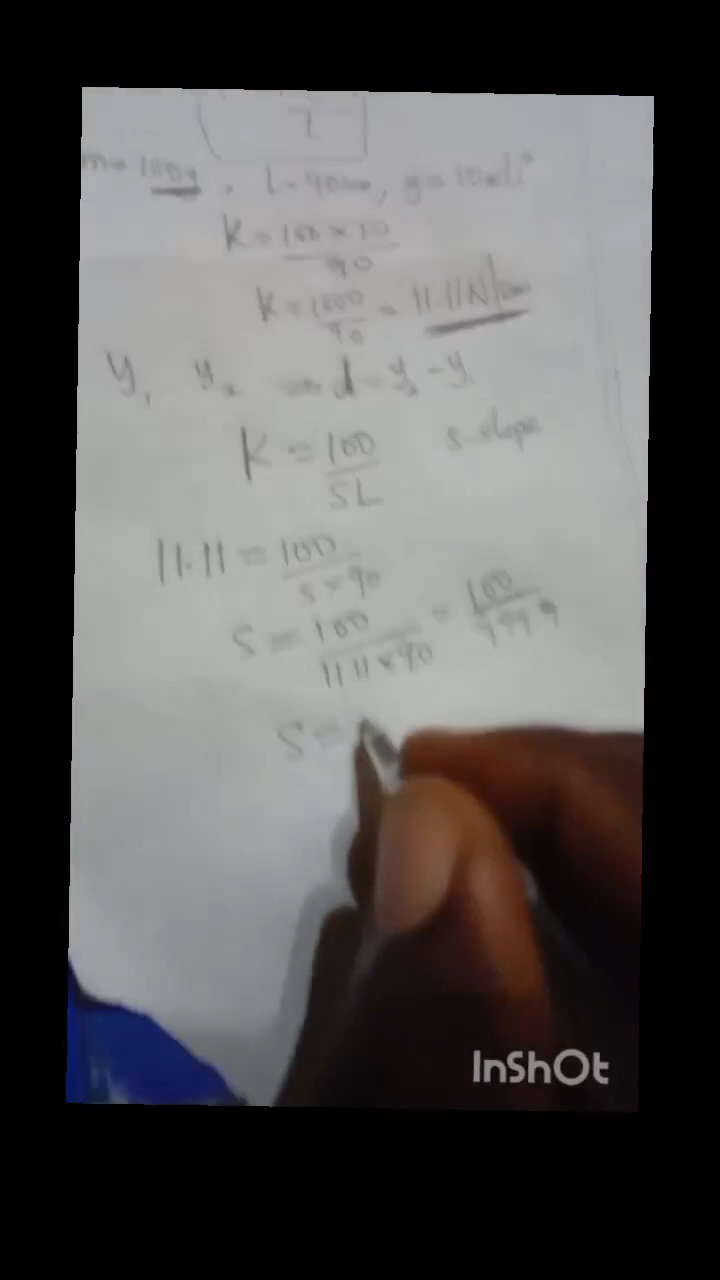 7
m = 100g, L = 90cm, g = 10m/s²
K = 100 × 10
90
K = 1000 = 11.11N/cm
90
y₁ y₂ d = y₂ - y₁
K = 100 s-slope
SL
11.11 = 100
S × 90
S = 100 = 100
11.11 × 90 999.9
S =
InShOt